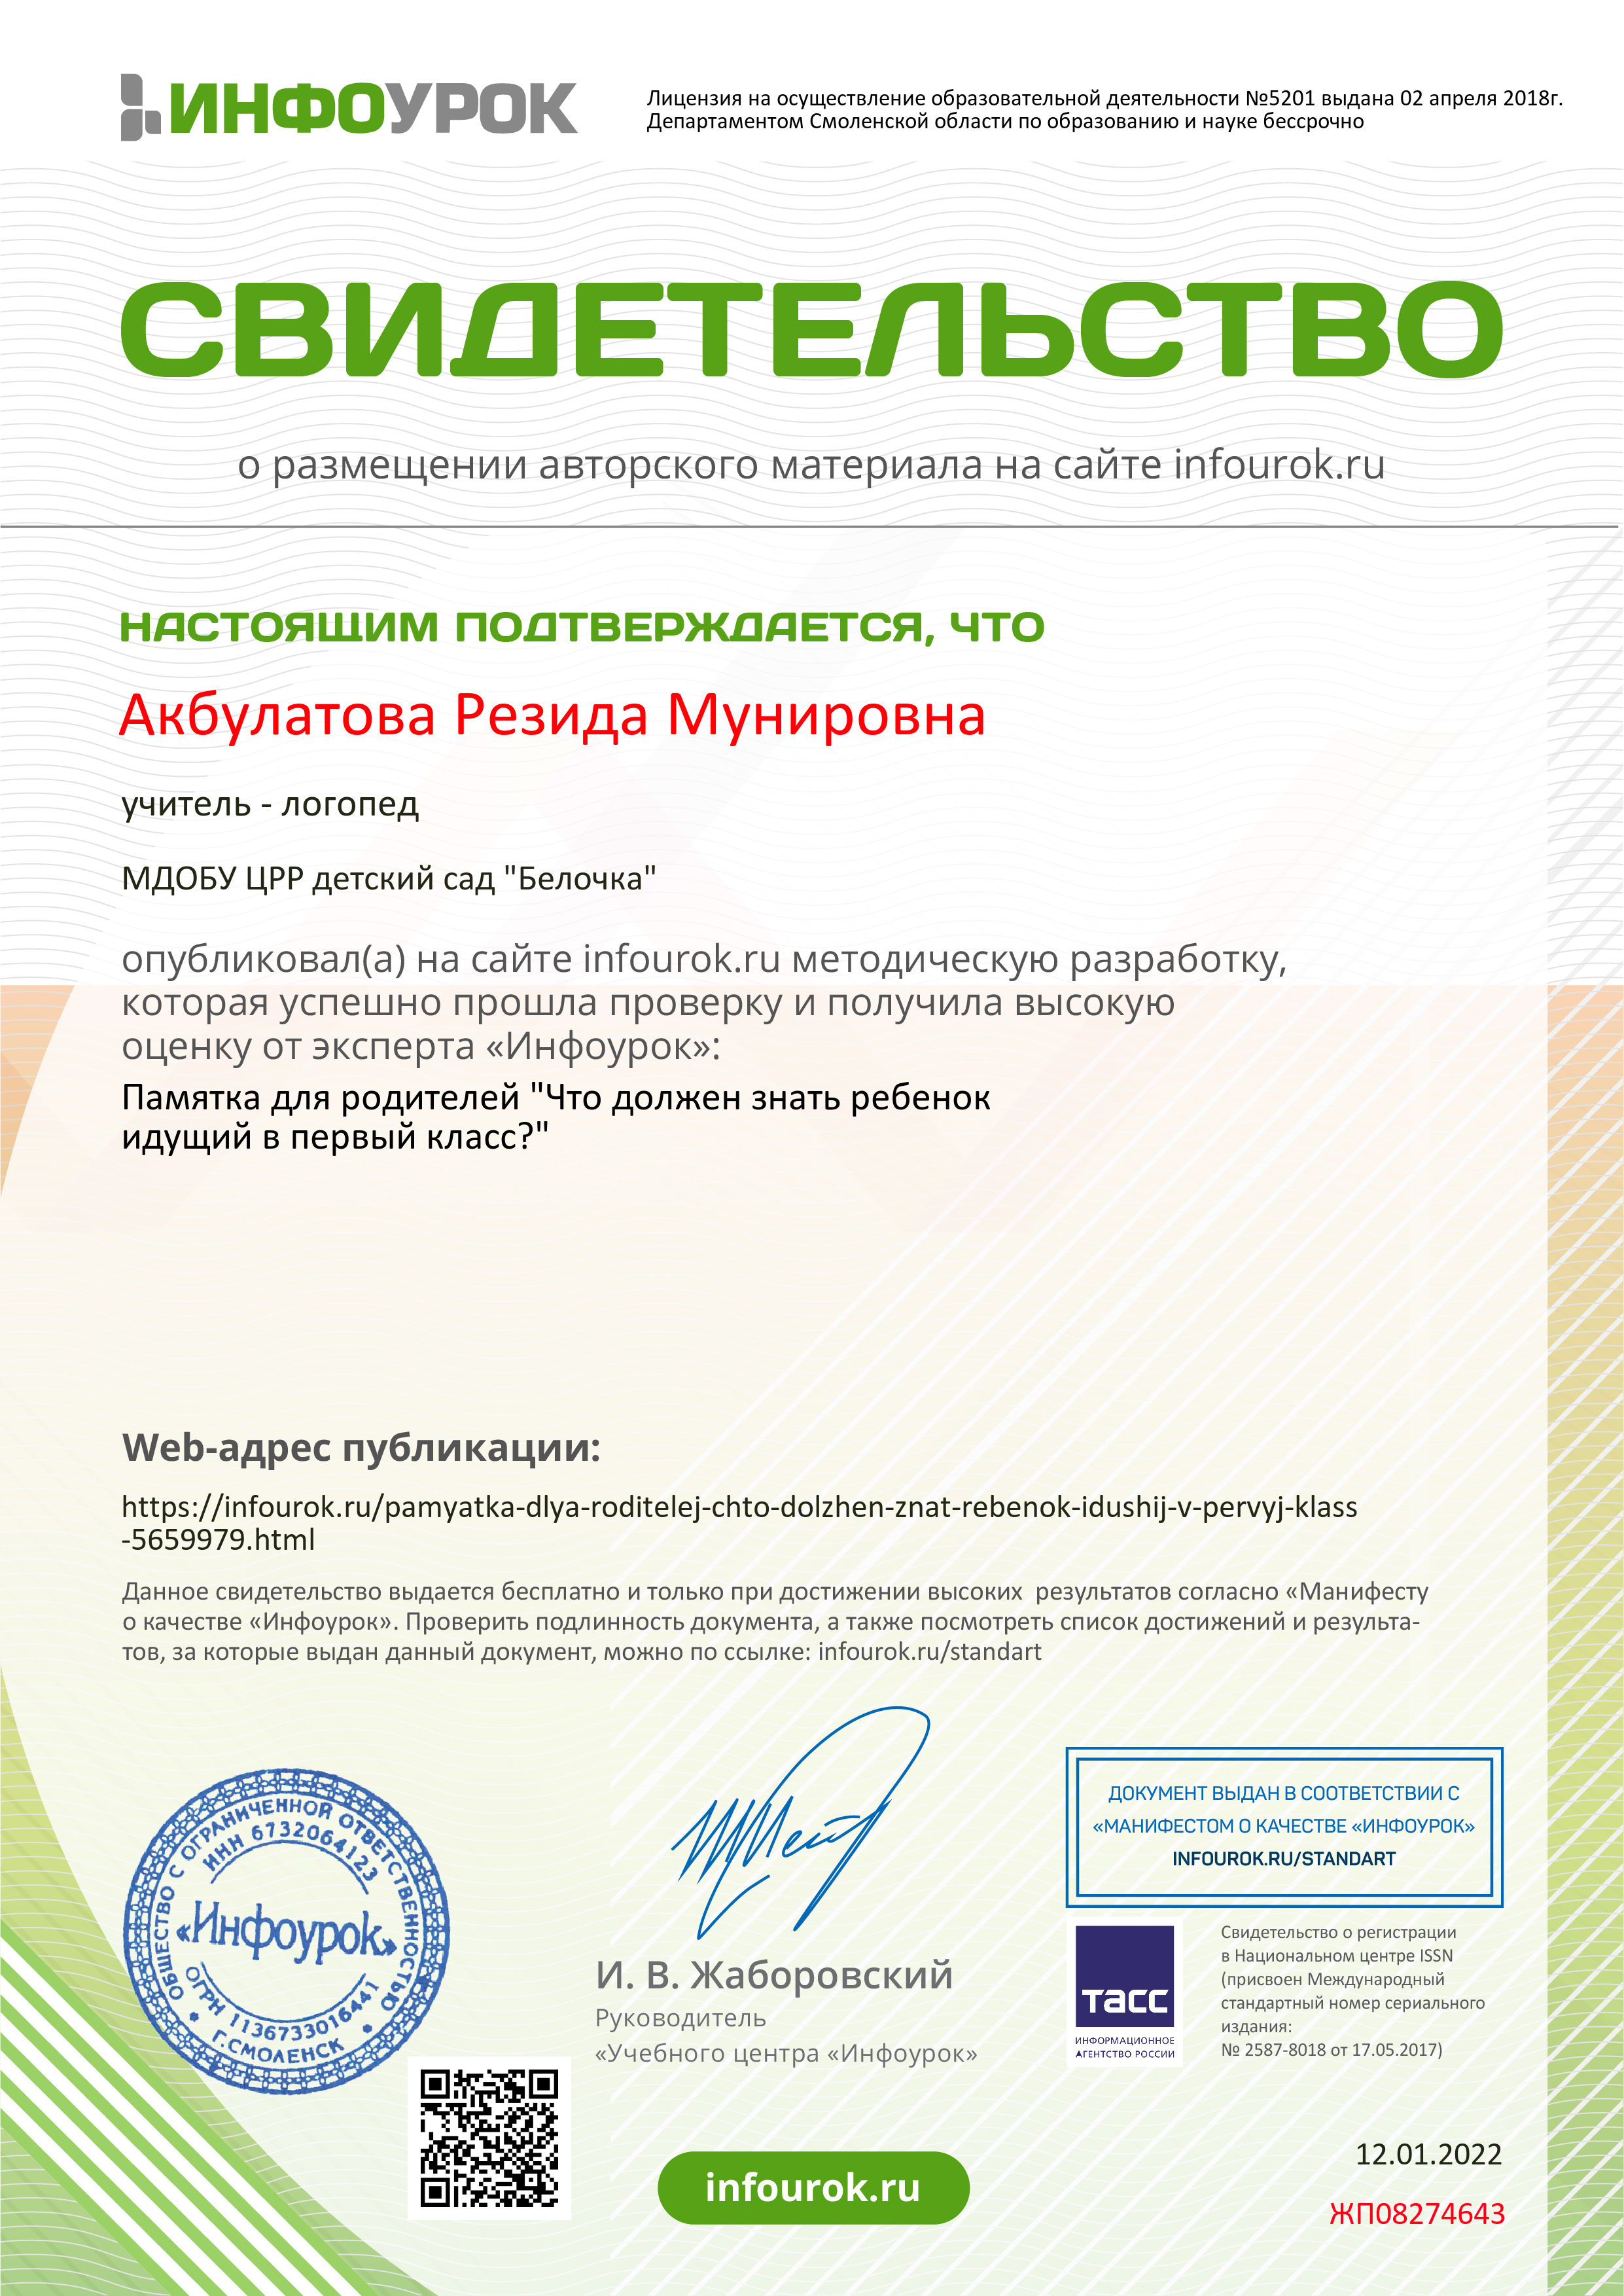 ИНФОУРОК
Лицензия на осуществление образовательной деятельности №5201 выдана 02 апреля 2018г.
Департаментом Смоленской области по образованию и науке бессрочно
СВИДЕТЕЛЬСТВО
о размещении авторского материала на сайте infourok.ru
НАСТОЯЩИМ ПОДТВЕРЖДАЕТСЯ, ЧТО
Акбулатова Резида Мунировна
учитель - логопед
МДОБУ ЦРР детский сад "Белочка"
опубликовал(а) на сайте infourok.ru методическую разработку,
которая успешно прошла проверку и получила высокую
оценку от эксперта «Инфоурок»:
Памятка для родителей "Что должен знать ребенок
идущий в первый класс?"
Web-адрес публикации:
https://infourok.ru/pamyatka-dlya-roditelej-chto-dolzhen-znat-rebenok-idushij-v-pervyj-klass
-5659979.html
Данное свидетельство выдается бесплатно и только при достижении высоких  результатов согласно «Манифесту
о качестве «Инфоурок». Проверить подлинность документа, а также посмотреть список достижений и результа-
тов, за которые выдан данный документ, можно по ссылке: infourok.ru/standart
ОБЩЕСТВО С ОГРАНИЧЕННОЙ ОТВЕТСТВЕННОСТЬЮ
ИНН 6732064123
«Инфоурок»
ОГРН 1136733016441
Г.СМОЛЕНСК
И. В. Жаборовский
Руководитель
«Учебного центра «Инфоурок»
ДОКУМЕНТ ВЫДАН В СООТВЕТСТВИИ С
«МАНИФЕСТОМ О КАЧЕСТВЕ «ИНФОУРОК»
INFOUROK.RU/STANDART
ТАСС
ИНФОРМАЦИОННОЕ
АГЕНТСТВО РОССИИ
Свидетельство о регистрации
в Национальном центре ISSN
(присвоен Международный
стандартный номер сериального
издания:
№ 2587-8018 от 17.05.2017)
infourok.ru
12.01.2022
ЖП08274643